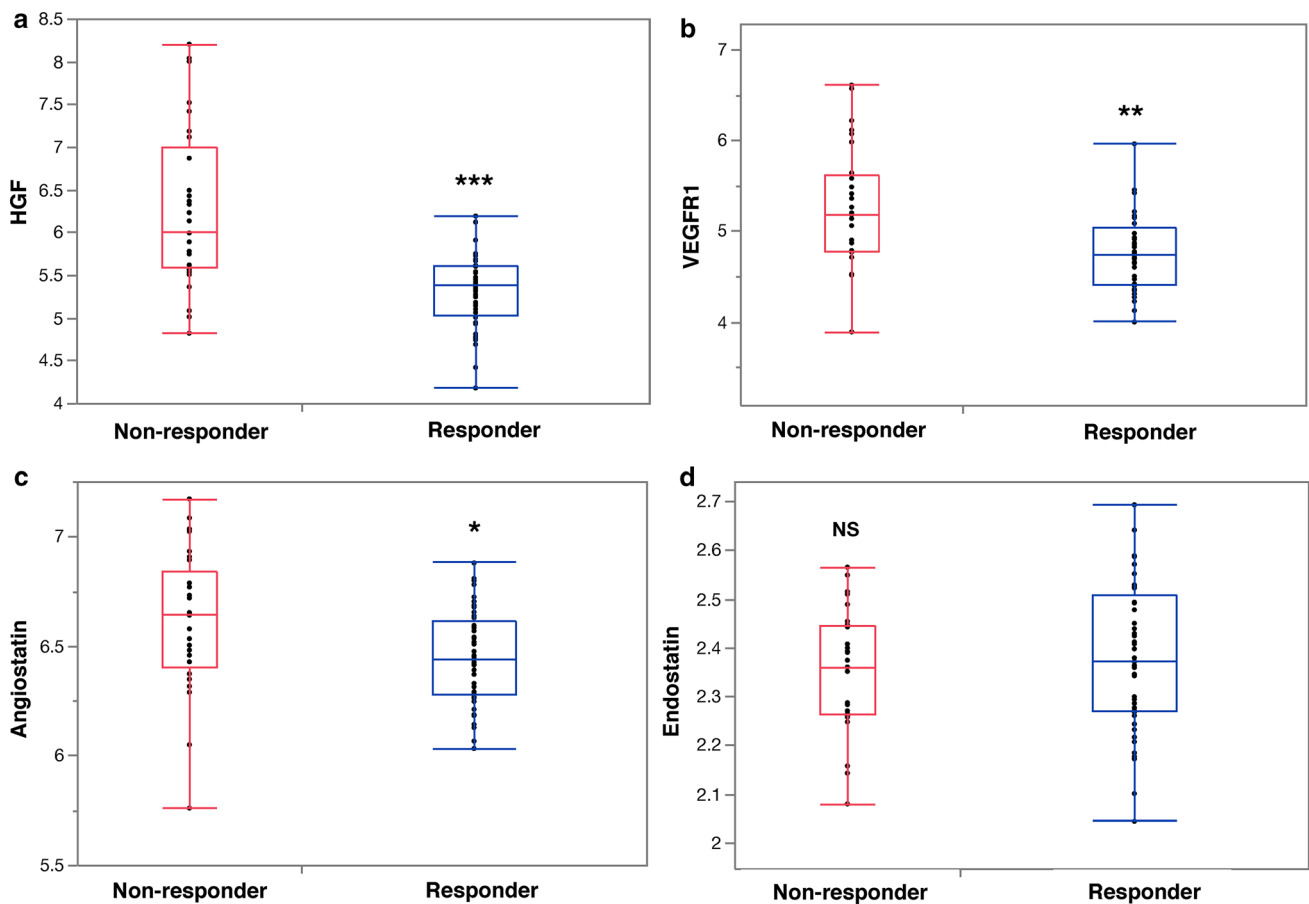 a
8.5
8
7.5
7
6.5
6
5.5
5
4.5
4
HGF
***
Non-responder
Responder
b
7
6
5
4
VEGFR1
**
Non-responder
Responder
c
7
6.5
6
5.5
Angiostatin
*
Non-responder
Responder
d
2.7
2.6
2.5
2.4
2.3
2.2
2.1
2
Endostatin
NS
Non-responder
Responder